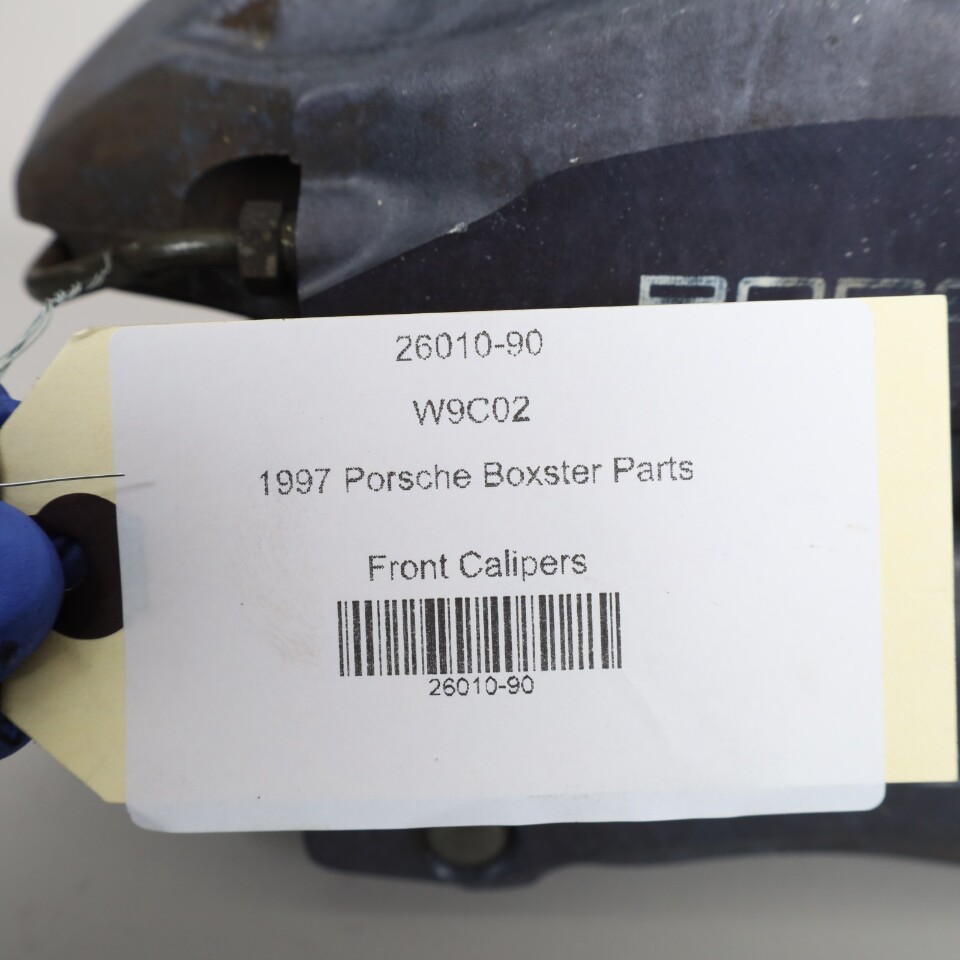 26010-90
W9C02
1997 Porsche Boxster Parts
Front Calipers
26010-90